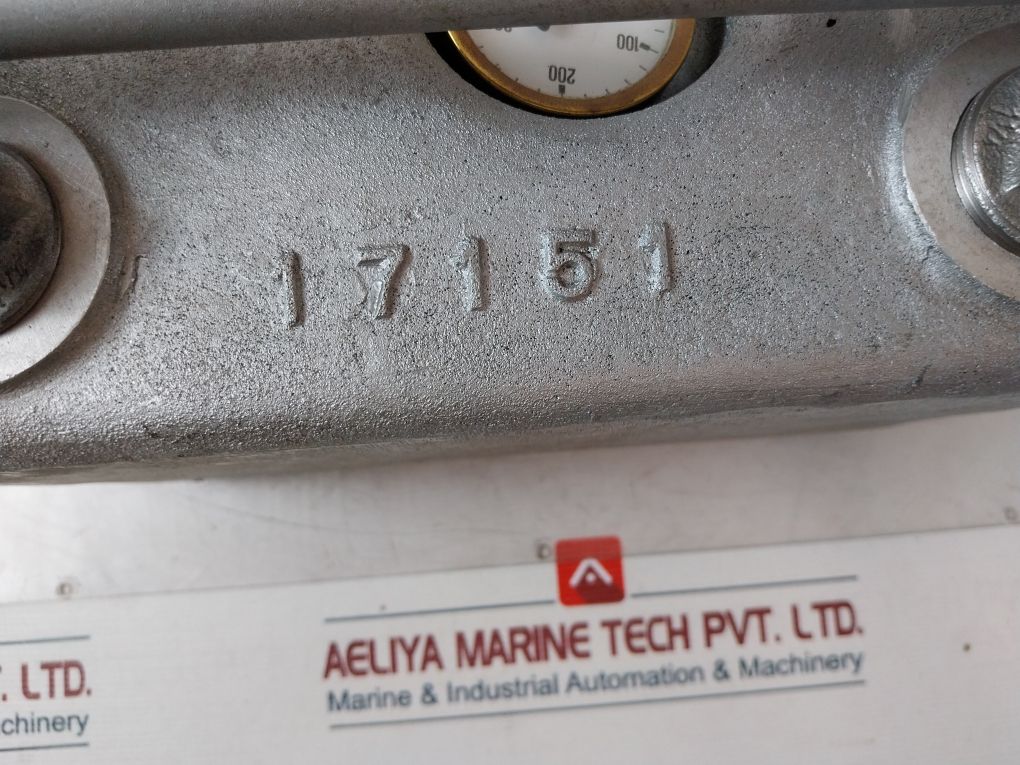 100
200
17151
AELIYA MARINE TECH PVT. LTD.
Marine & Industrial Automation & Machinery
. LTD.
chinery